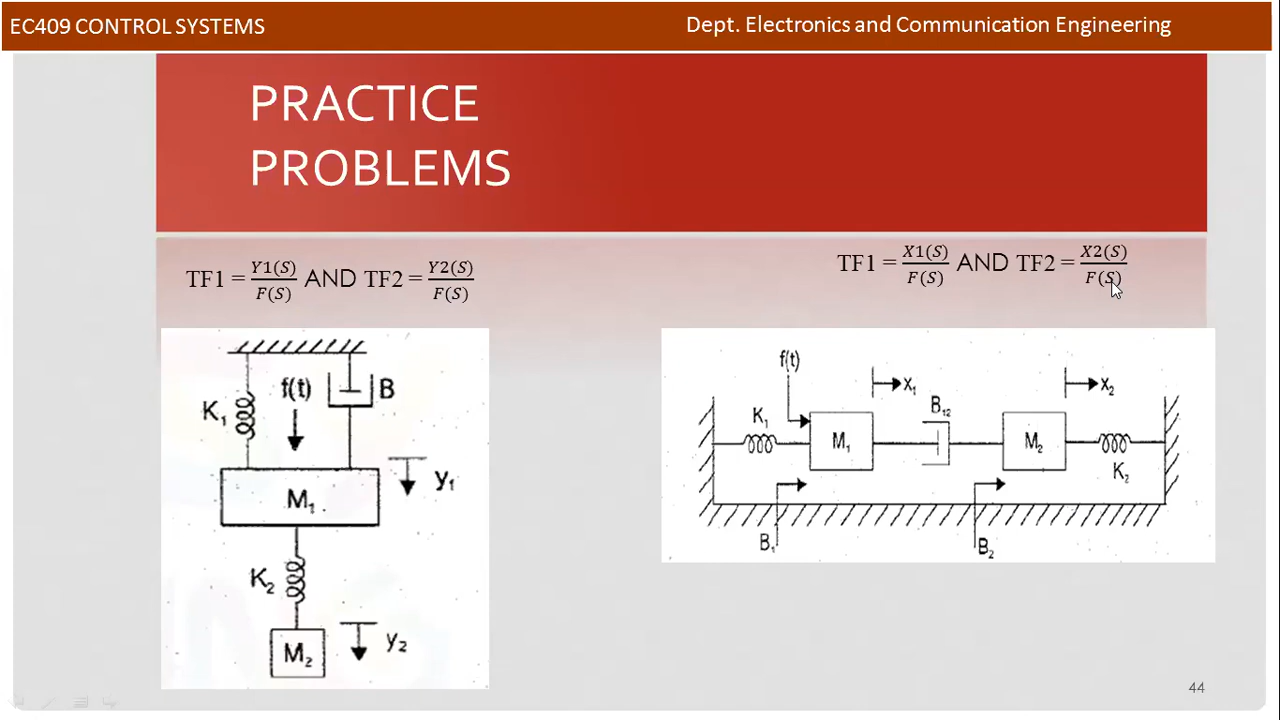 EC409 CONTROL SYSTEMS
Dept. Electronics and Communication Engineering
PRACTICE
PROBLEMS
TF1 = Y1(S)/F(S) AND TF2 = Y2(S)/F(S)
TF1 = X1(S)/F(S) AND TF2 = X2(S)/F(S)
K₁
f(t)
B
M₁
y₁
K₂
M₂
y₂
f(t)
x₁
x₂
K₁
M₁
B₁₂
M₂
K₂
B₁
B₂
44